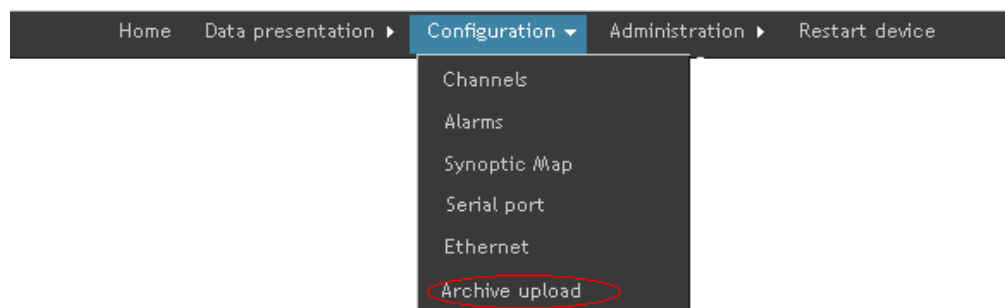 Home Data presentation Configuration Administration Restart device
Channels
Alarms
Synoptic Map
Serial port
Ethernet
Archive upload